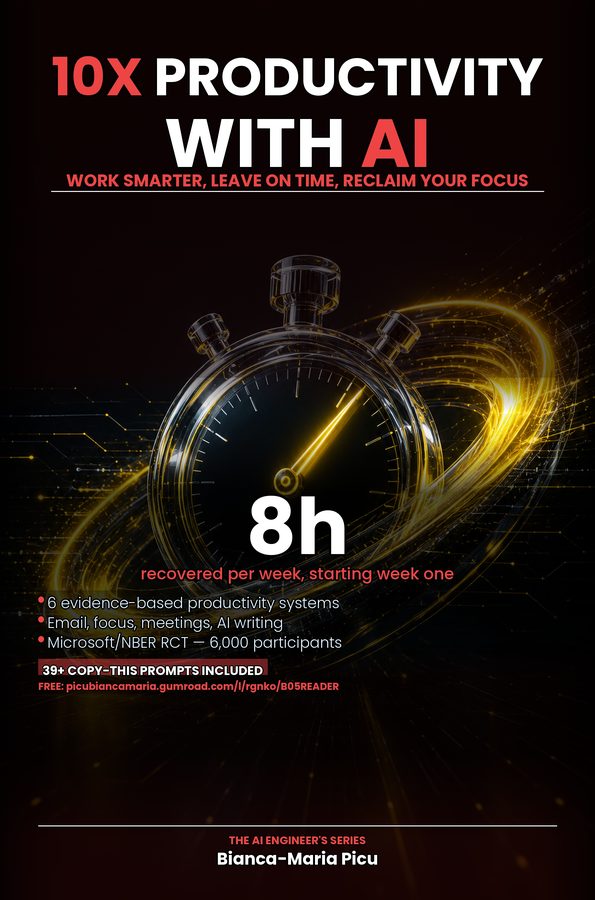 10X PRODUCTIVITY
WITH AI
WORK SMARTER, LEAVE ON TIME, RECLAIM YOUR FOCUS
8h
recovered per week, starting week one
• 6 evidence-based productivity systems
• Email, focus, meetings, AI writing
• Microsoft/NBER RCT — 6,000 participants
39+ COPY-THIS PROMPTS INCLUDED
FREE: picubiancamaria.gumroad.com/l/rgnko/B05READER
THE AI ENGINEER'S SERIES
Bianca-Maria Picu